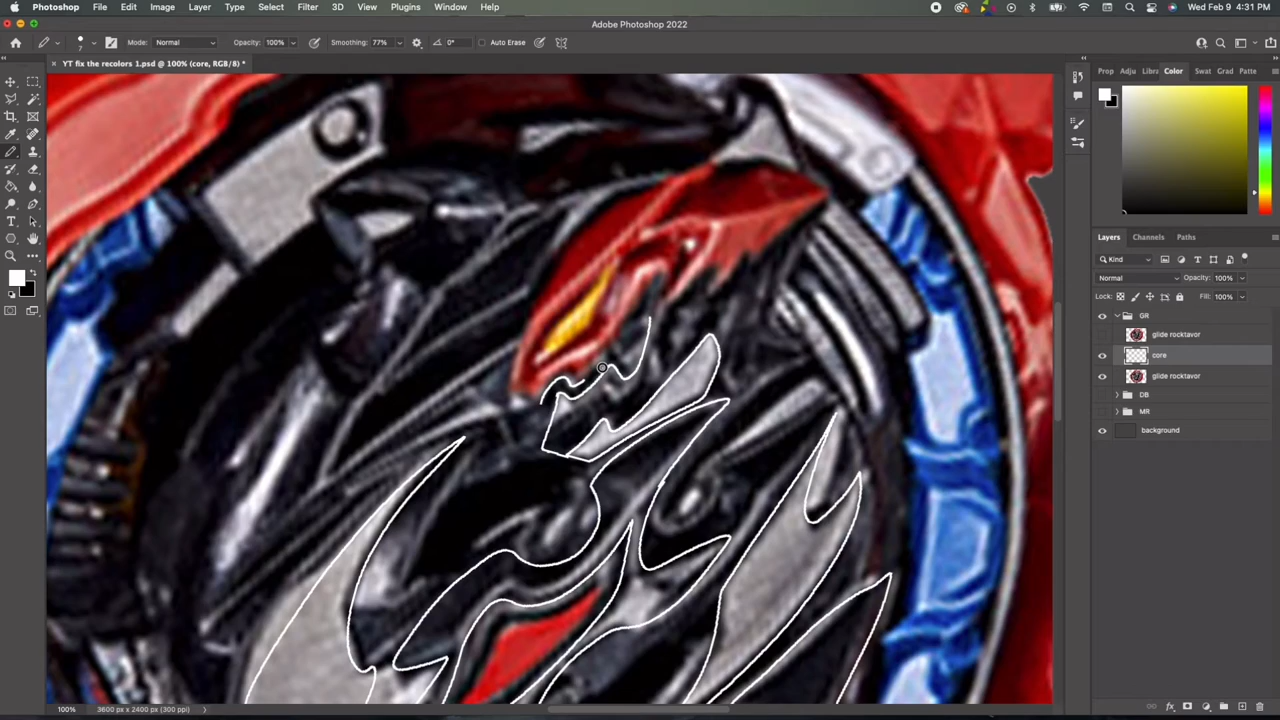 Photoshop File Edit Image Layer Type Select Filter 3D View Plugins Window Help Wed Feb 9 4:31 PM
Adobe Photoshop 2022
7 Mode: Normal Opacity: 100% Smoothing: 77% 0° Auto Erase
× YT fix the recolors 1.psd @ 100% (core, RGB/8) *
Prop Adju Libra Color Swat Grad Patte
Layers Channels Paths
Kind
Normal Opacity: 100%
Lock: Fill: 100%
GR
glide rocktavor
core
glide rocktavor
DB
MR
background
100% 3600 px x 2400 px (300 ppi)